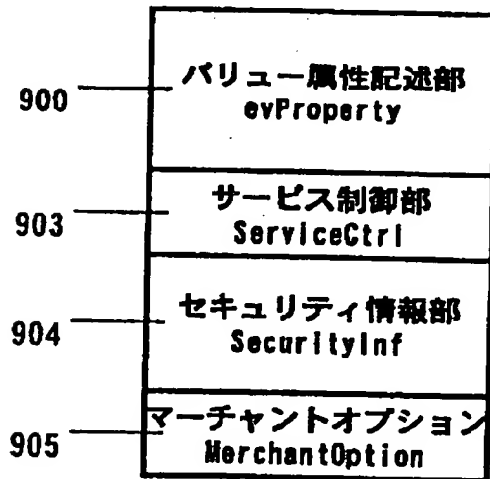 900
バリュー属性記述部
evProperty
903
サービス制御部
ServiceCtrl
904
セキュリティ情報部
SecurityInf
905
マーチャントオプション
MerchantOption